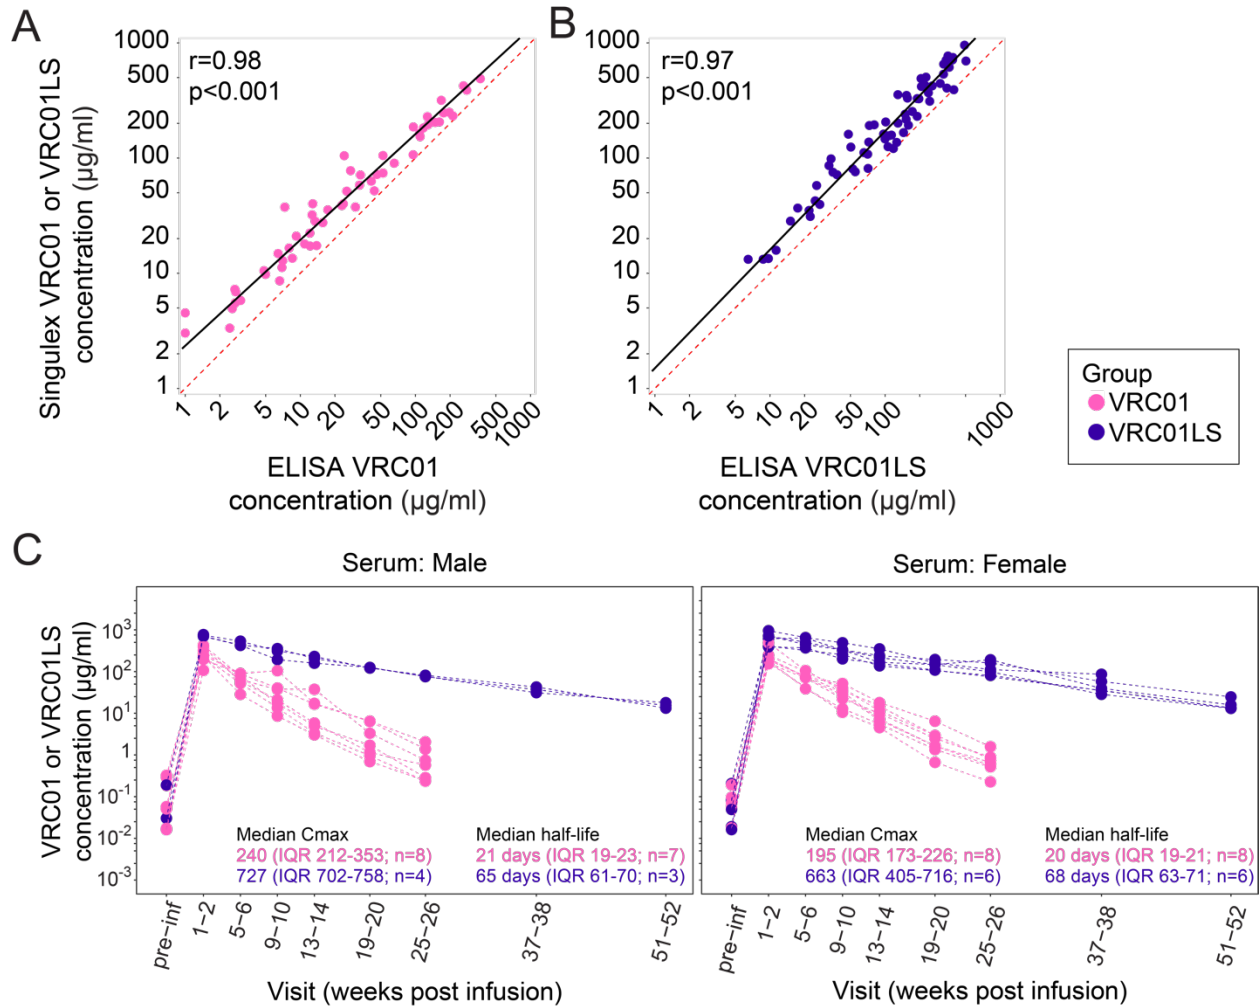 A
1000
500
200
100
50
20
10
5
2
1
r=0.98
p<0.001
1
2
5
10
20
50
100
200
500
1000
Singulex VRC01 or VRC01LS
concentration (µg/ml)
ELISA VRC01
concentration (µg/ml)
B
1000
500
200
100
50
20
10
5
2
1
r=0.97
p<0.001
1
2
5
10
20
50
100
1000
ELISA VRC01LS
concentration (µg/ml)
Group
VRC01
VRC01LS
C
Serum: Male
Serum: Female
VRC01 or VRC01LS
concentration (µg/ml)
10³
10²
10¹
1
10⁻¹
10⁻²
10⁻³
Median Cmax
240 (IQR 212-353; n=8)
727 (IQR 702-758; n=4)
Median half-life
21 days (IQR 19-23; n=7)
65 days (IQR 61-70; n=3)
Median Cmax
195 (IQR 173-226; n=8)
663 (IQR 405-716; n=6)
Median half-life
20 days (IQR 19-21; n=8)
68 days (IQR 63-71; n=6)
pre−inf
1−2
5−6
9−10
13−14
19−20
25−26
37−38
51−52
pre−inf
1−2
5−6
9−10
13−14
19−20
25−26
37−38
51−52
Visit (weeks post infusion)
Visit (weeks post infusion)